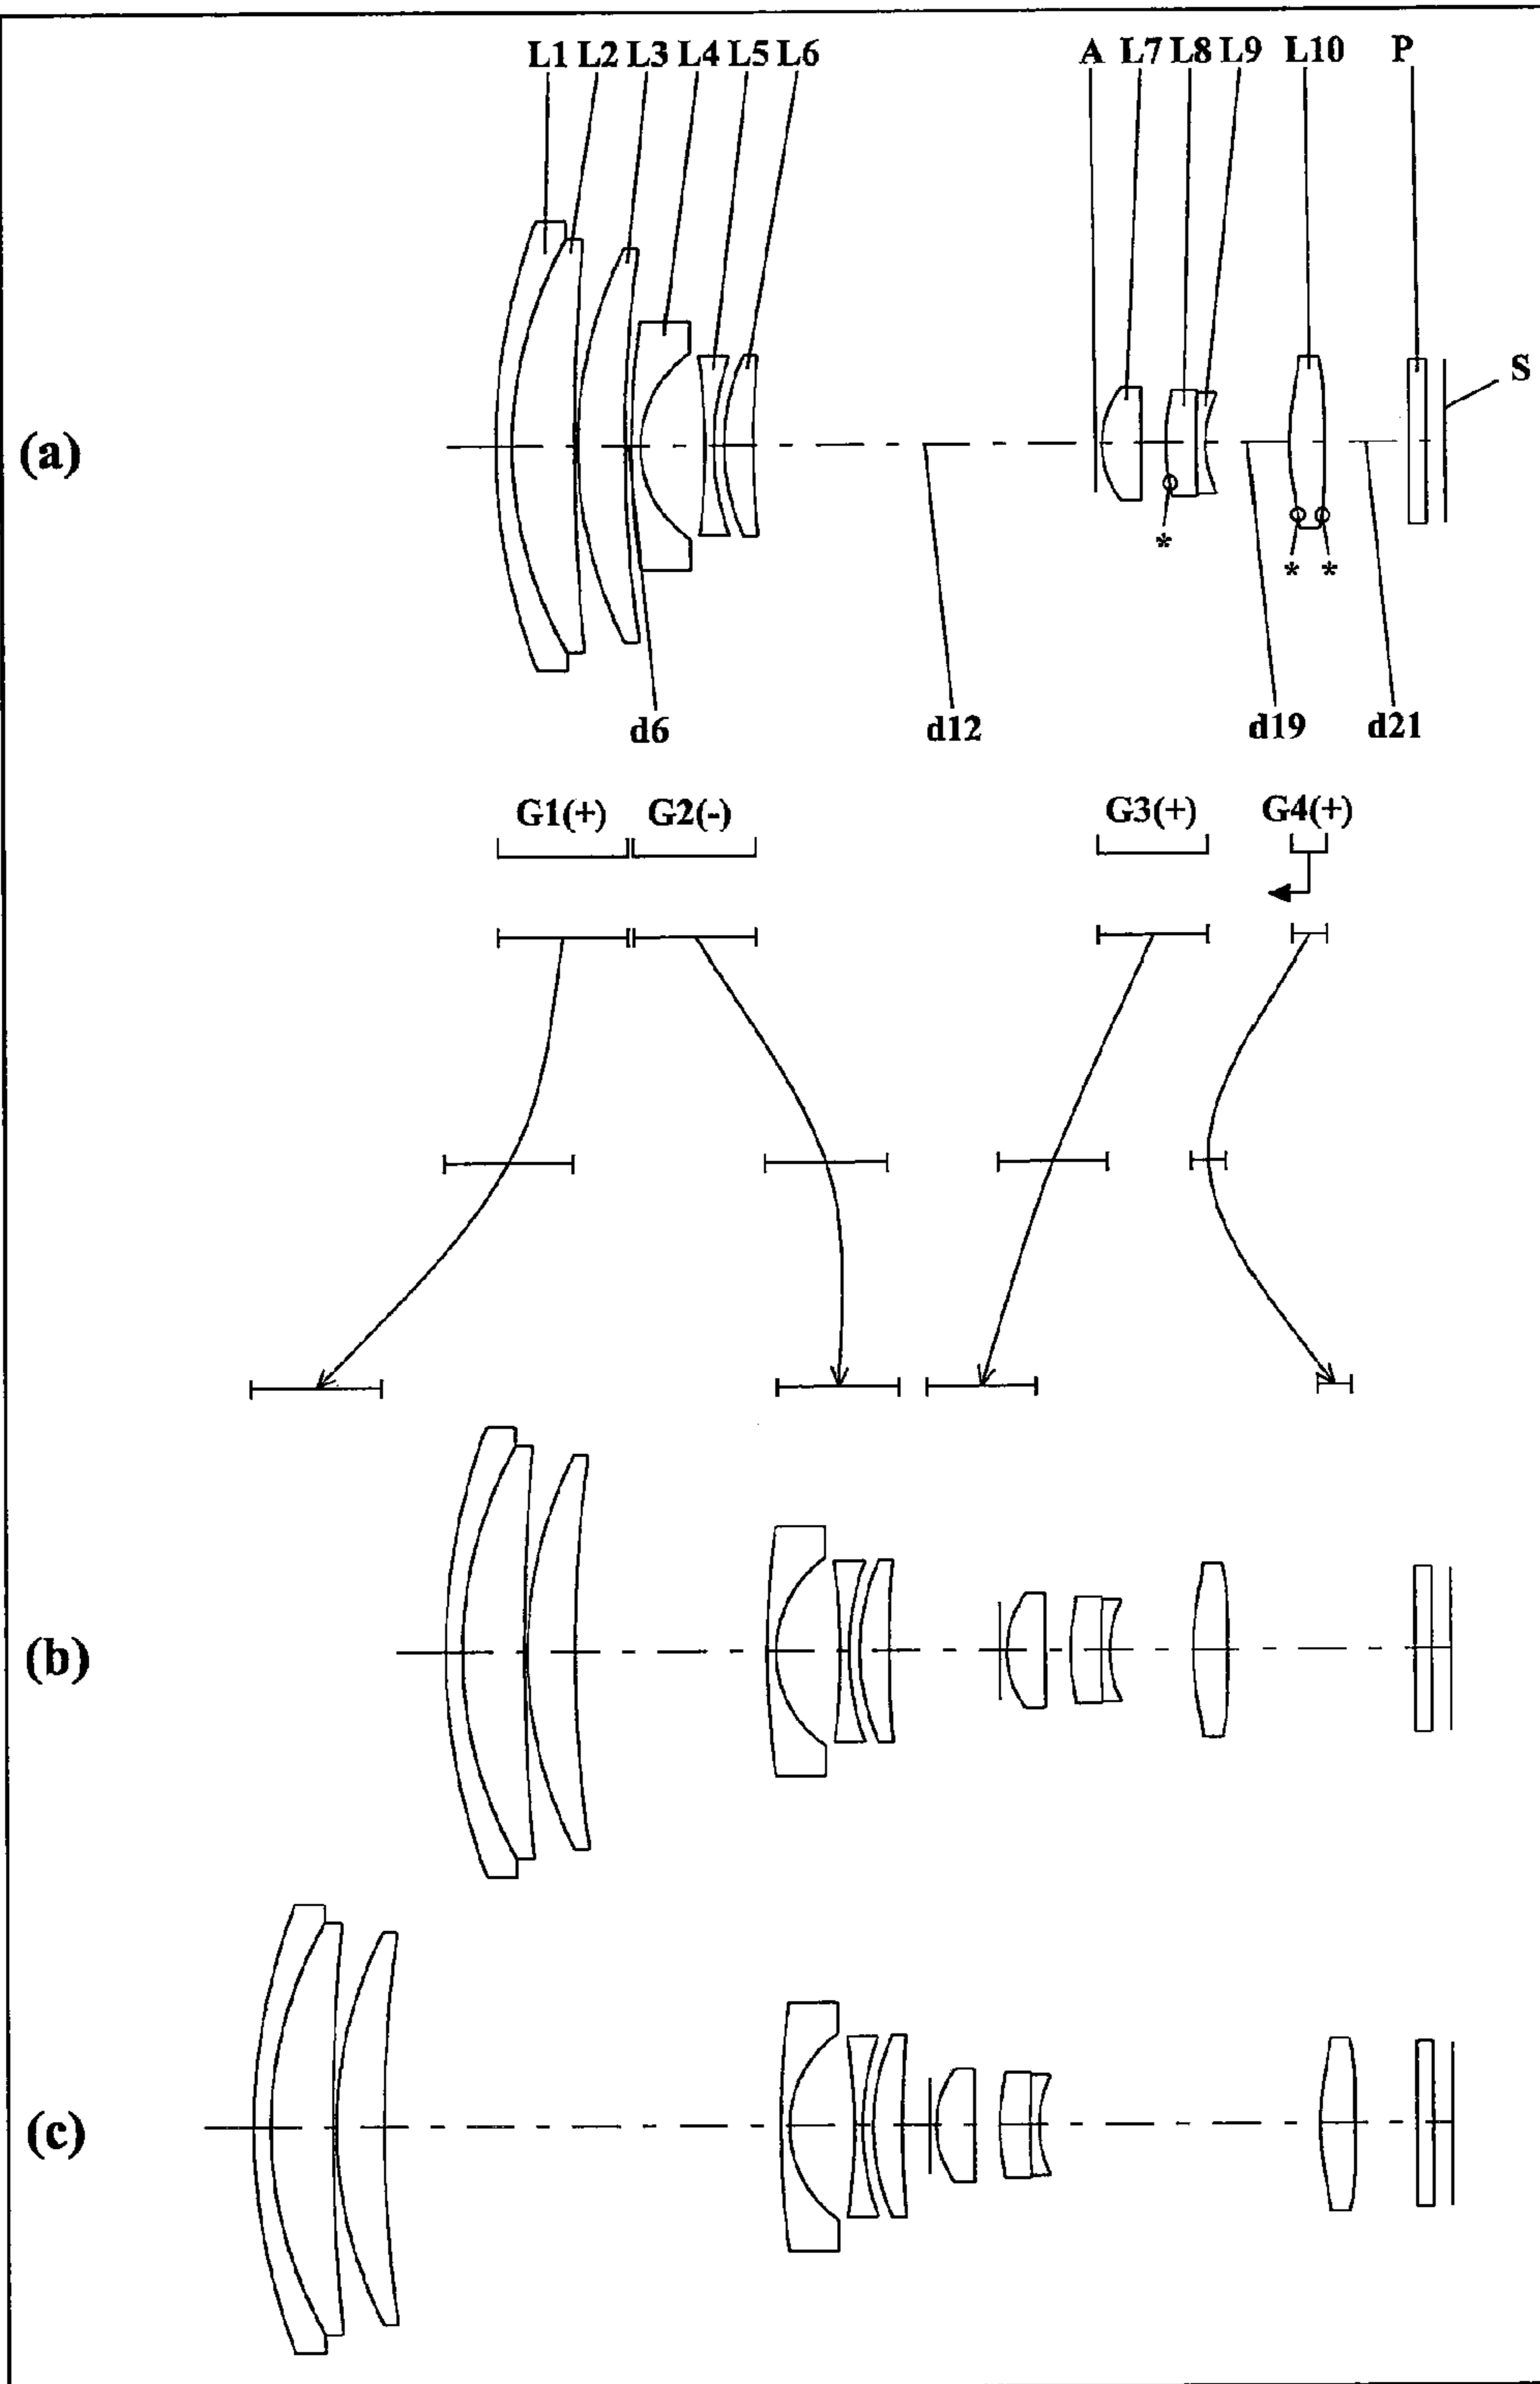 L1 L2 L3 L4 L5 L6 A L7 L8 L9 L10 P
S
(a)
*
* *
d6 d12 d19 d21
G1(+) G2(-) G3(+) G4(+)
(b)
(c)